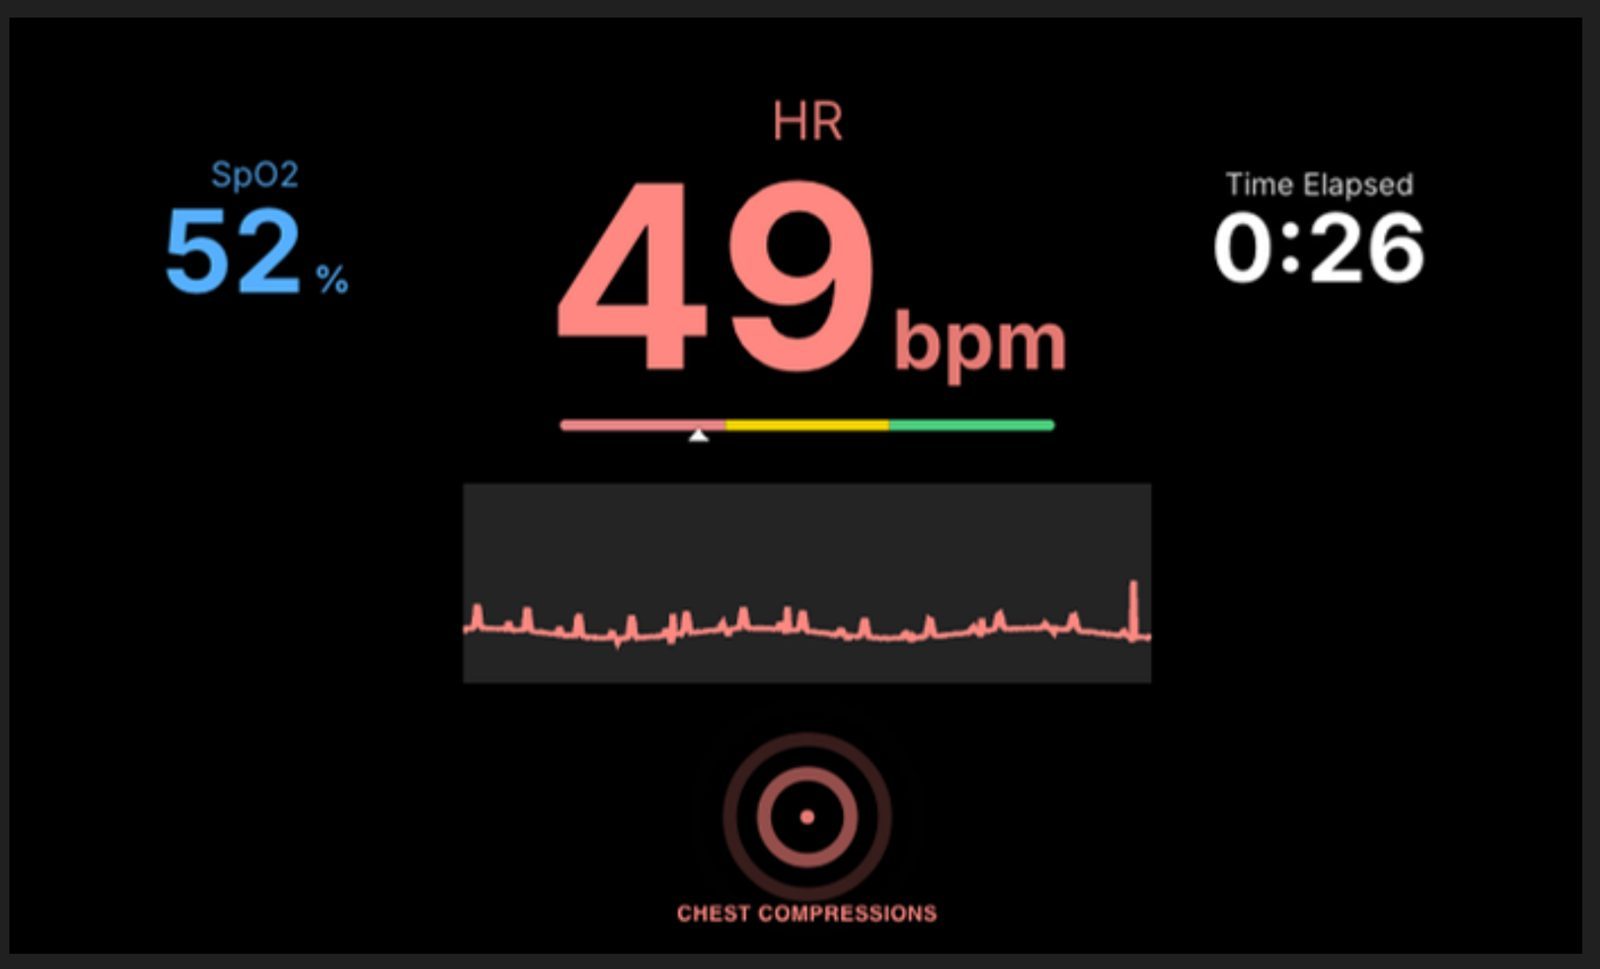 HR
SpO2
52 %
49 bpm
Time Elapsed
0:26
CHEST COMPRESSIONS